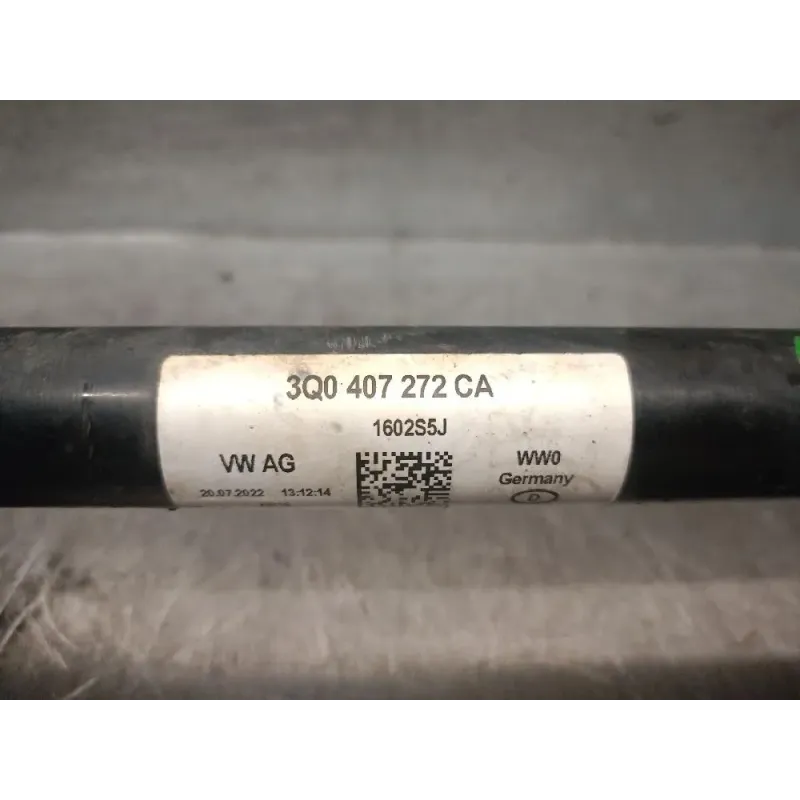 3Q0 407 272 CA
1602S5J
VW AG
WW0
Germany
20.07.2022 13:12:14
D